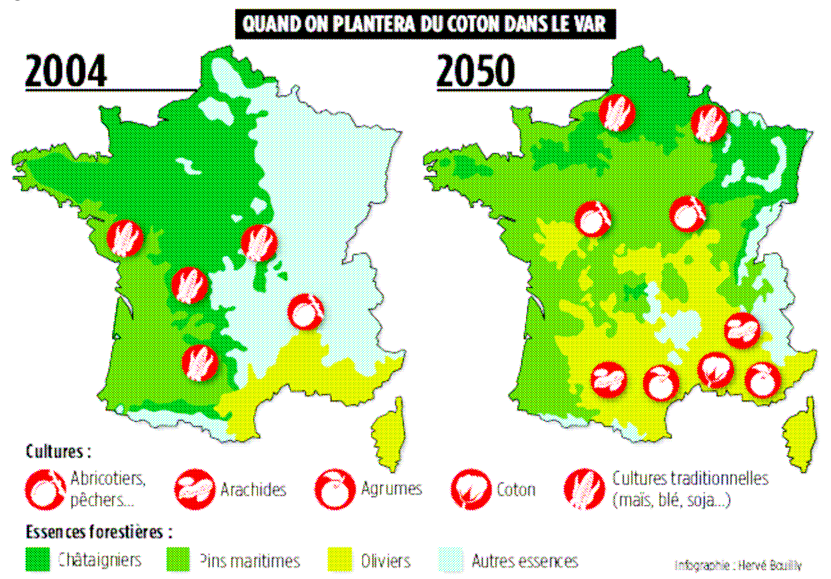 QUAND ON PLANTERA DU COTON DANS LE VAR
2004
2050
Cultures :
Abricotiers,
pêchers...
Arachides
Agrumes
Coton
Cultures traditionnelles
(maïs, blé, soja...)
Essences forestières :
Châtaigniers
Pins maritimes
Oliviers
Autres essences
Infographie : Hervé Bouilly